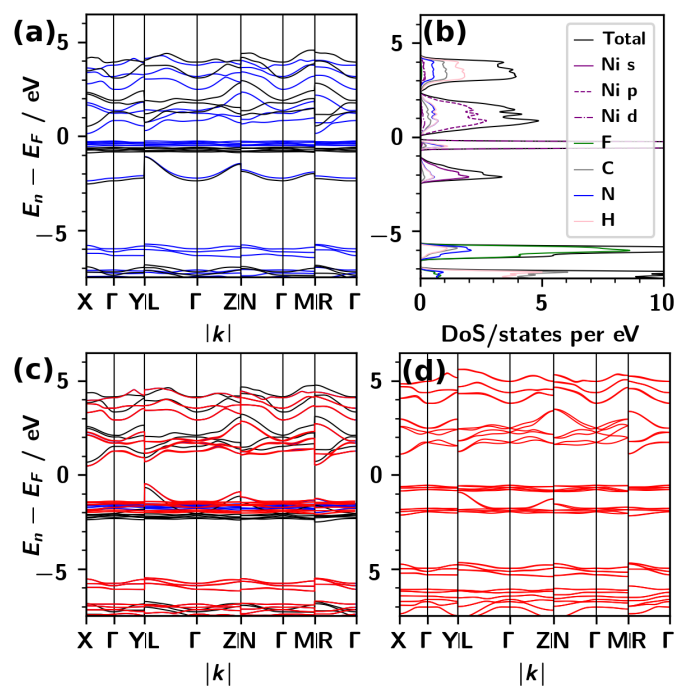 (a)
(b)
5
0
−5
E_n − E_F / eV
X Γ Y|L Γ Z|N Γ M|R Γ
|k|
Total
Ni s
Ni p
Ni d
F
C
N
H
5
0
−5
0 5 10
DoS/states per eV
(c)
(d)
5
0
−5
E_n − E_F / eV
X Γ Y|L Γ Z|N Γ M|R Γ
|k|
5
0
5
X Γ Y|L Γ Z|N Γ M|R Γ
|k|